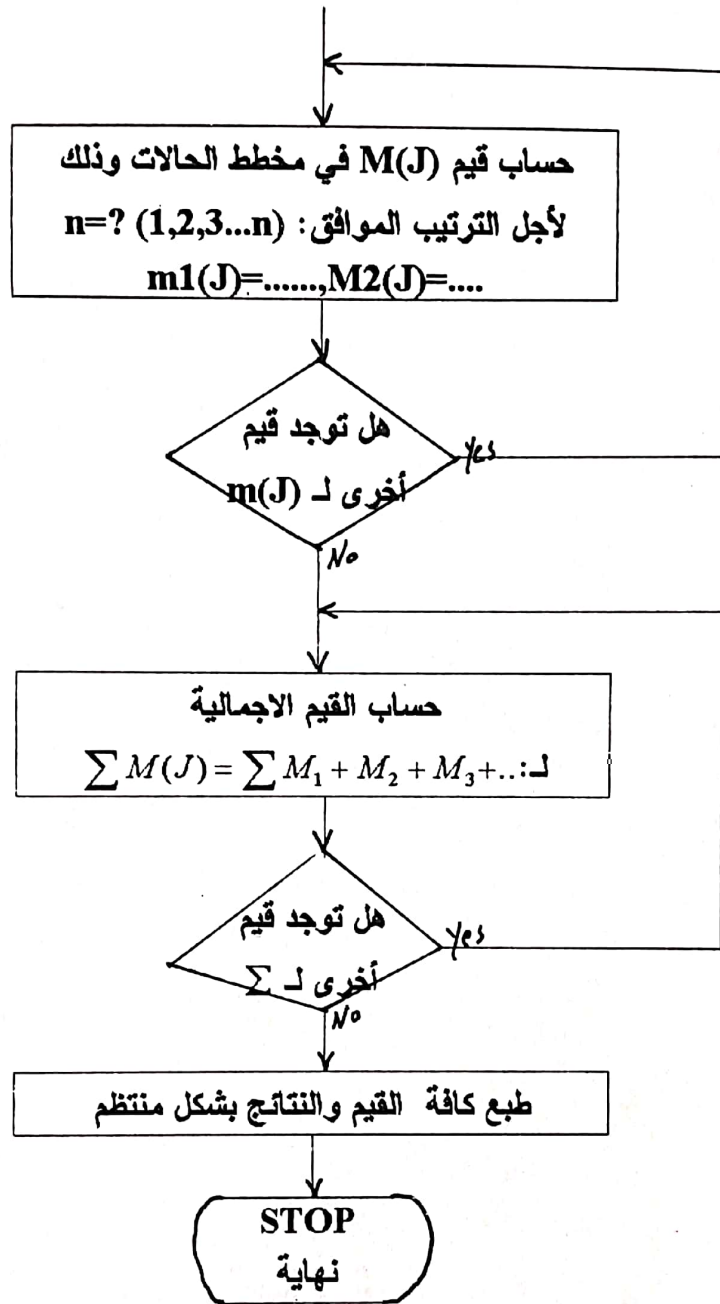 حساب قيم M(J) في مخطط الحالات وذلك
لأجل الترتيب الموافق: n=? (1,2,3...n)
m1(J)=......,M2(J)=....
هل توجد قيم
أخرى لـ m(J)
Yes
No
حساب القيم الاجمالية
لـ: ∑ M(J) = ∑ M₁ + M₂ + M₃+..
هل توجد قيم
أخرى لـ ∑
Yes
No
طبع كافة القيم والنتائج بشكل منتظم
STOP
نهاية